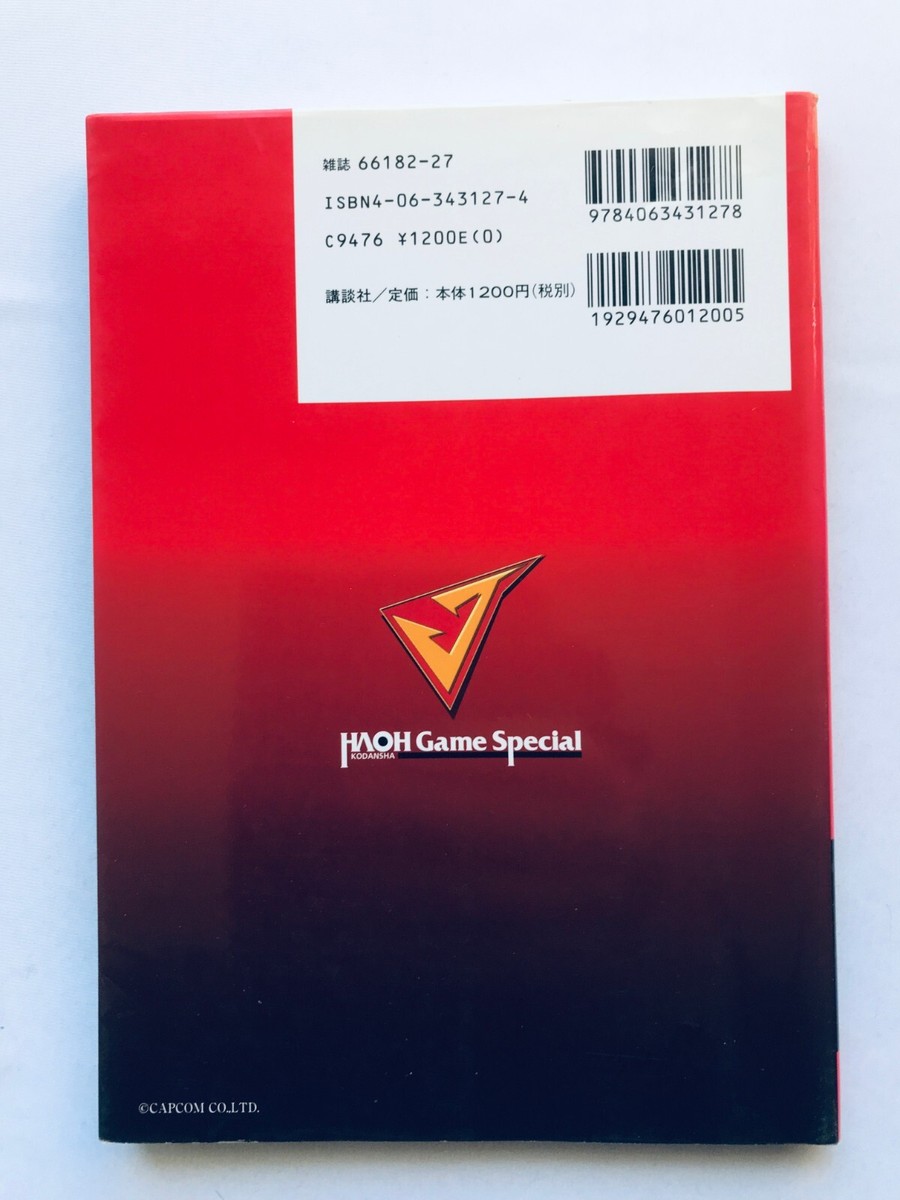 雑誌 66182-27
ISBN4-06-343127-4
C9476 ¥1200E(0)
講談社／定価：本体1200円(税別)
9784063431278
1929476012005
HAOH Game Special
KODANSHA
©CAPCOM CO.,LTD.